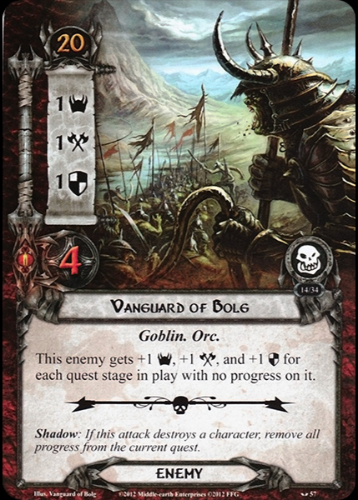 20
1
1
1
4
14/34
VANGUARD OF BOLG
Goblin. Orc.
This enemy gets +1 , +1 , and +1 for
each quest stage in play with no progress on it.
Shadow: If this attack destroys a character, remove all
progress from the current quest.
ENEMY
Illus. Vanguard of Bolg ©2012 Middle-earth Enterprises ©2012 FFG 57